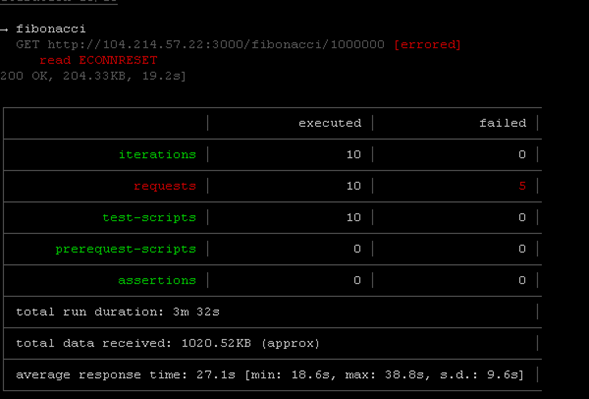 → fibonacci
GET http://104.214.57.22:3000/fibonacci/1000000 [errored]
read ECONNRESET
200 OK, 204.33KB, 19.2s]
executed failed
iterations 10 0
requests 10 5
test-scripts 10 0
prerequest-scripts 0 0
assertions 0 0
total run duration: 3m 32s
total data received: 1020.52KB (approx)
average response time: 27.1s [min: 18.6s, max: 38.8s, s.d.: 9.6s]